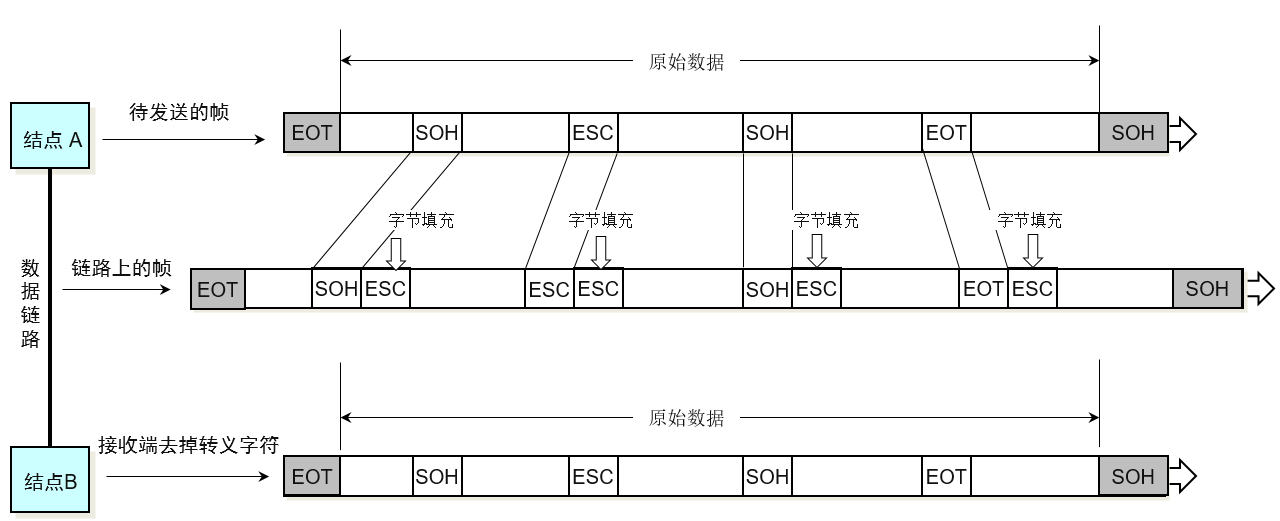 原始数据
待发送的帧
结点 A
EOT SOH ESC SOH EOT SOH
字节填充 字节填充 字节填充 字节填充
数据链路
链路上的帧
EOT SOH ESC ESC ESC SOH ESC EOT ESC SOH
原始数据
接收端去掉转义字符
结点B
EOT SOH ESC SOH EOT SOH